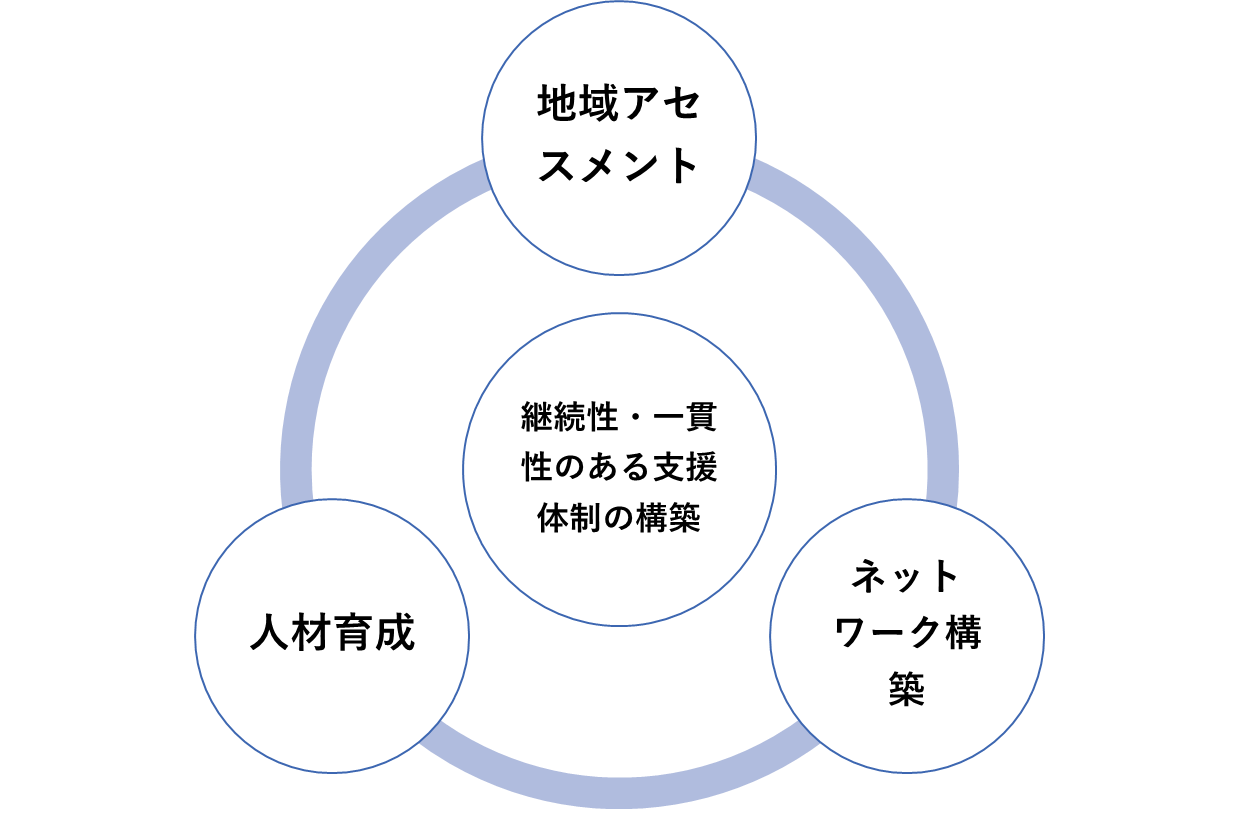 地域アセ
スメント
継続性・一貫
性のある支援
体制の構築
人材育成
ネット
ワーク構
築